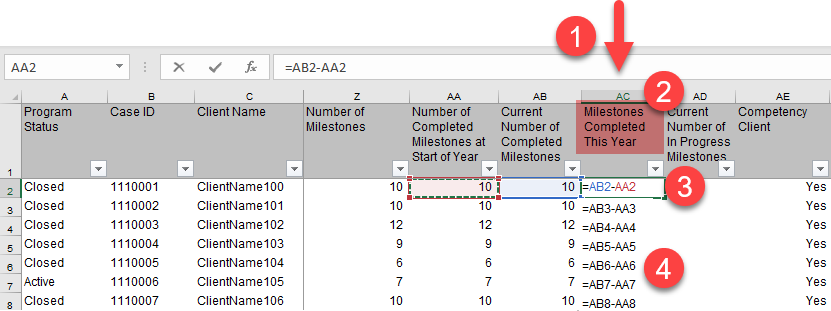 1
AA2 fx =AB2-AA2
A B C Z AA AB AC AD AE
2
1 Program Status Case ID Client Name Number of Milestones Number of Completed Milestones at Start of Year Current Number of Completed Milestones Milestones Completed This Year Current Number of In Progress Milestones Competency Client
2 Closed 1110001 ClientName100 10 10 10 =AB2-AA2 3 Yes
3 Closed 1110002 ClientName101 10 10 10 =AB3-AA3 Yes
4 Closed 1110003 ClientName102 12 12 12 =AB4-AA4 Yes
5 Closed 1110004 ClientName103 9 9 9 =AB5-AA5 Yes
6 Closed 1110005 ClientName104 6 6 6 =AB6-AA6 4 Yes
7 Active 1110006 ClientName105 7 7 7 =AB7-AA7 Yes
8 Closed 1110007 ClientName106 10 10 10 =AB8-AA8 Yes